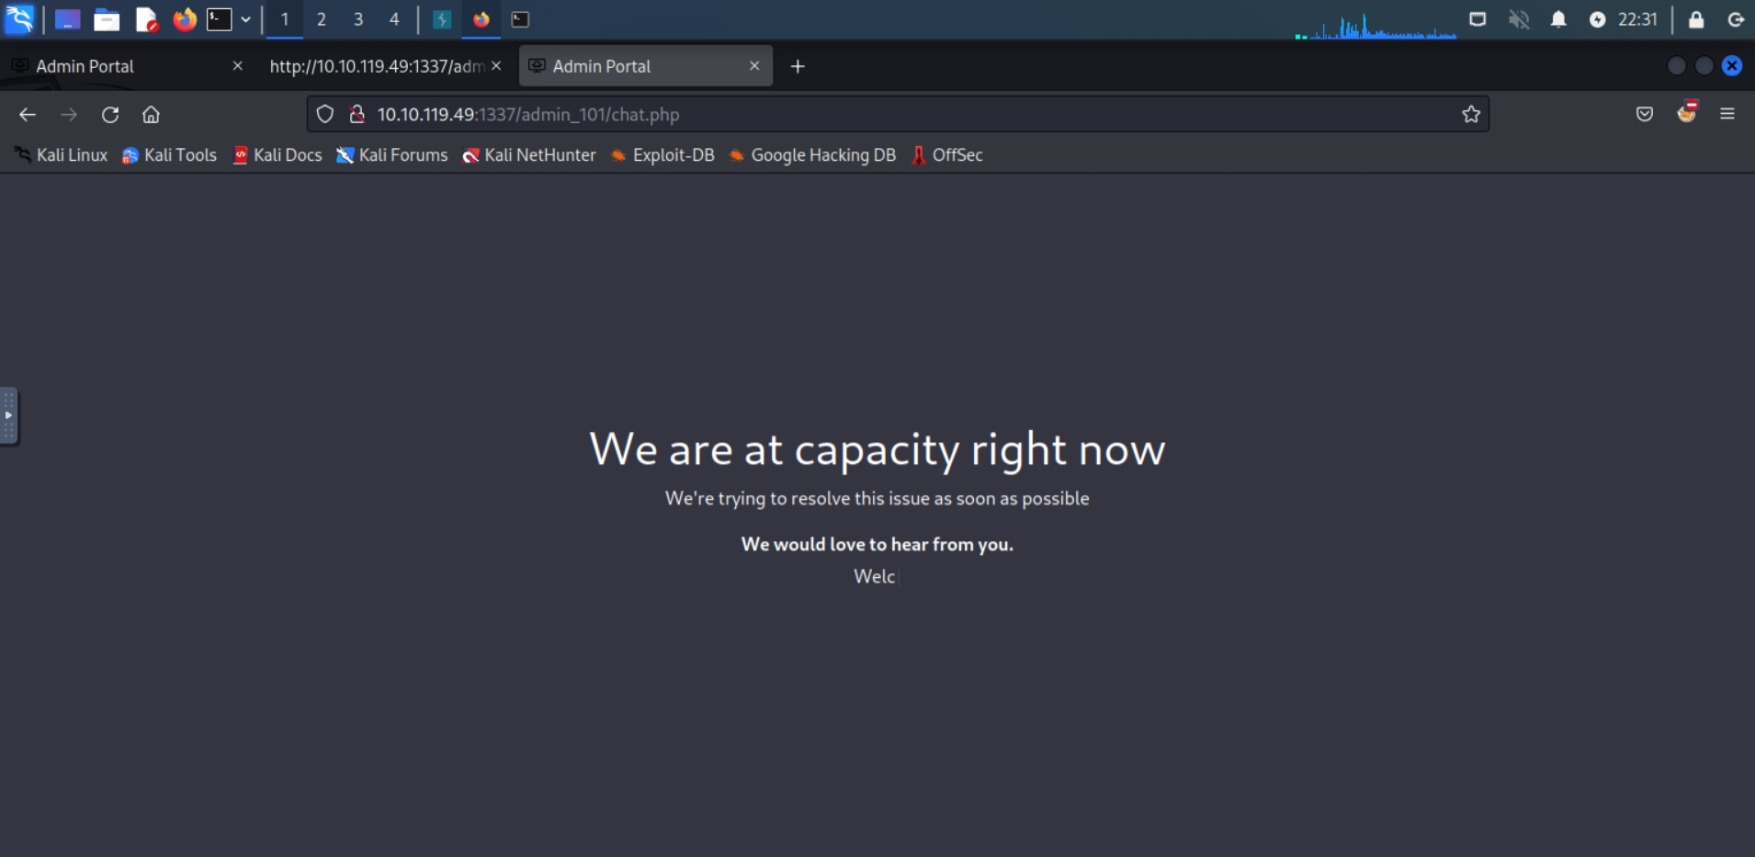 1 2 3 4 22:31
Admin Portal http://10.10.119.49:1337/adm Admin Portal
10.10.119.49:1337/admin_101/chat.php
Kali Linux Kali Tools Kali Docs Kali Forums Kali NetHunter Exploit-DB Google Hacking DB OffSec
We are at capacity right now
We're trying to resolve this issue as soon as possible
We would love to hear from you.
Welc